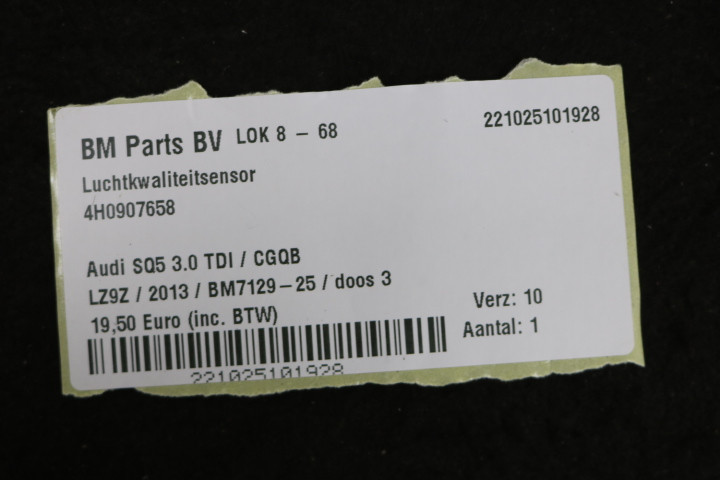 BM Parts BV LOK 8 - 68 221025101928
Luchtkwaliteitsensor
4H0907658
Audi SQ5 3.0 TDI / CGQB
LZ9Z / 2013 / BM7129-25 / doos 3
19,50 Euro (inc. BTW)
Verz: 10
Aantal: 1
221025101928